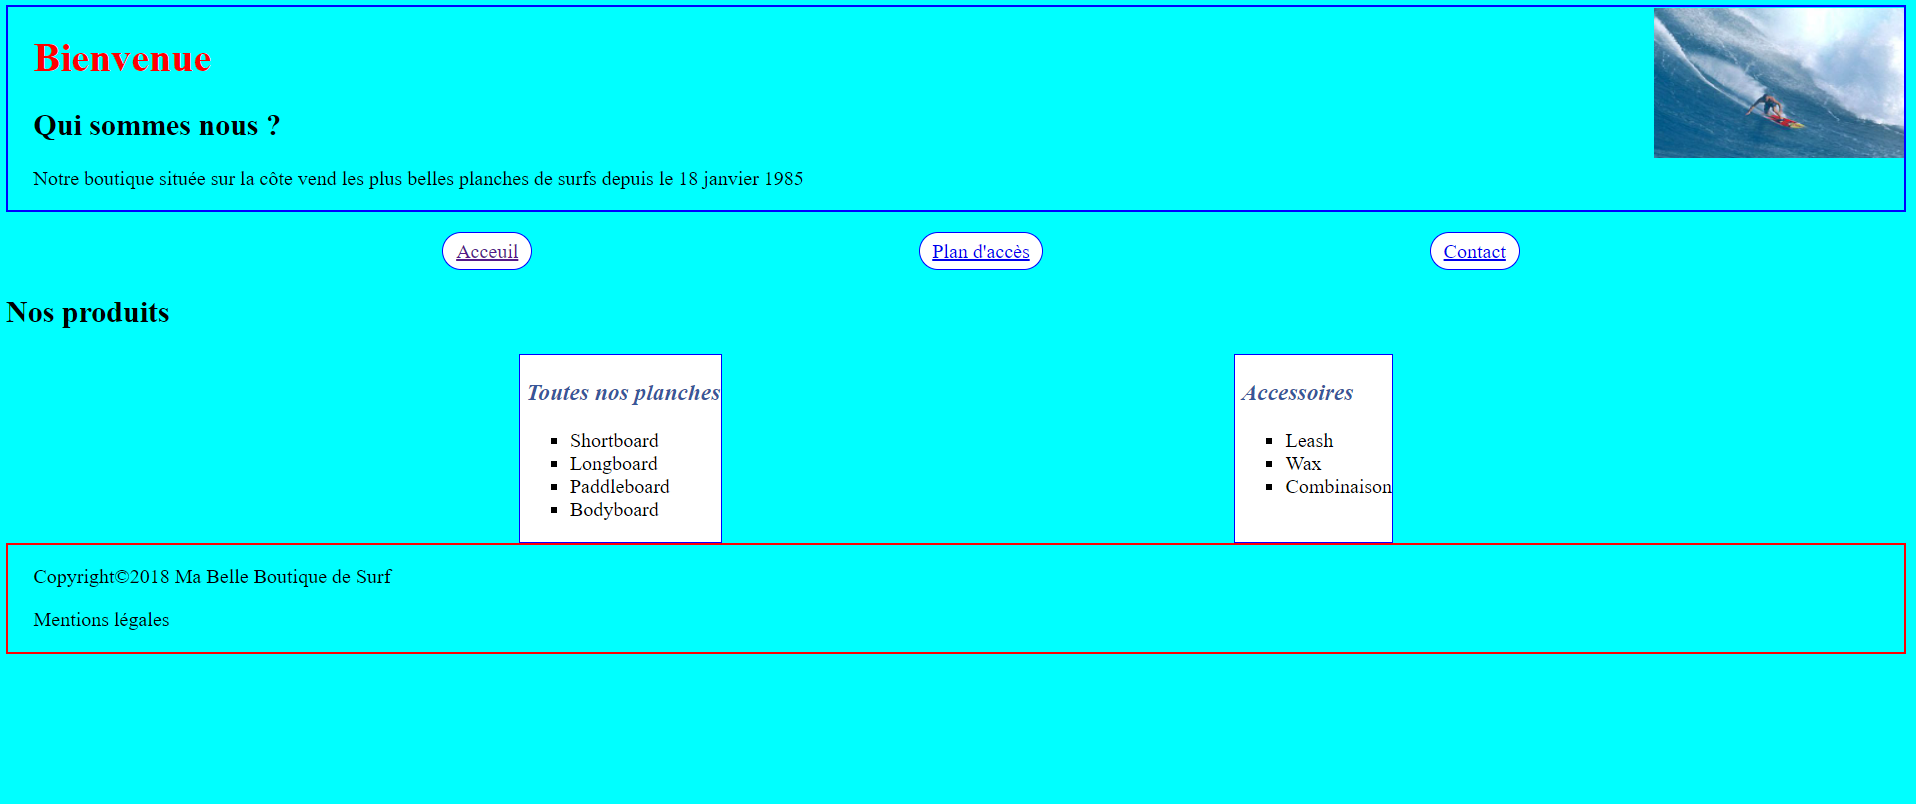 Bienvenue
Qui sommes nous ?
Notre boutique située sur la côte vend les plus belles planches de surfs depuis le 18 janvier 1985
Acceuil
Plan d'accès
Contact
Nos produits
Toutes nos planches
Shortboard
Longboard
Paddleboard
Bodyboard
Accessoires
Leash
Wax
Combinaison
Copyright©2018 Ma Belle Boutique de Surf
Mentions légales